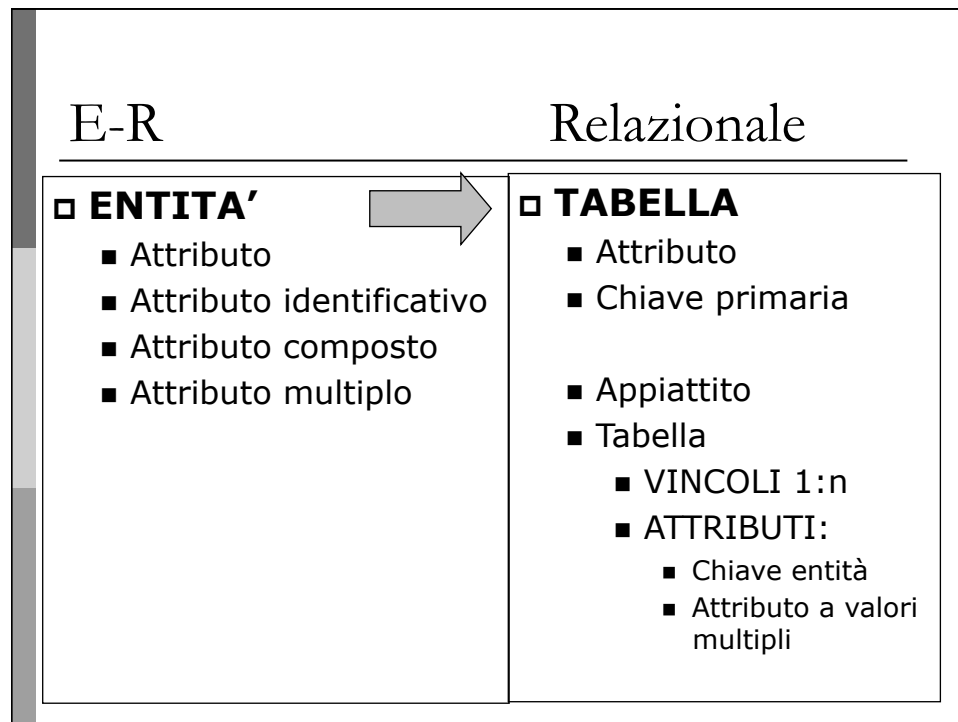 E-R
Relazionale
ENTITA’
Attributo
Attributo identificativo
Attributo composto
Attributo multiplo
TABELLA
Attributo
Chiave primaria
Appiattito
Tabella
VINCOLI 1:n
ATTRIBUTI:
Chiave entità
Attributo a valori
multipli